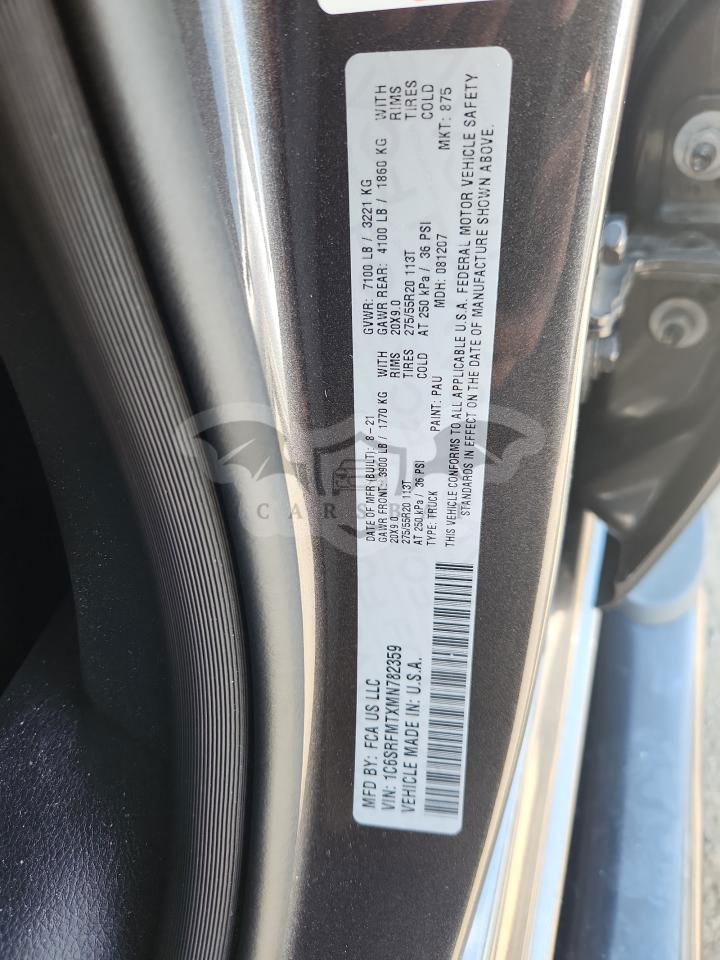 MFD BY: FCA US LLC
DATE OF MFR (BUILT): 8-21
GVWR: 7100 LB / 3221 KG
VIN: 1C6SRFMTXMN782359
GAWR FRONT: 3900 LB / 1770 KG WITH
GAWR REAR: 4100 LB / 1860 KG WITH
20X9.0 RIMS
20X9.0 RIMS
VEHICLE MADE IN: U.S.A.
275/55R20 113T TIRES
275/55R20 113T TIRES
AT 250 kPa / 36 PSI COLD
AT 250 kPa / 36 PSI COLD
TYPE: TRUCK PAINT: PAU MDH: 081207 MKT: 875
THIS VEHICLE CONFORMS TO ALL APPLICABLE U.S.A. FEDERAL MOTOR VEHICLE SAFETY
STANDARDS IN EFFECT ON THE DATE OF MANUFACTURE SHOWN ABOVE.